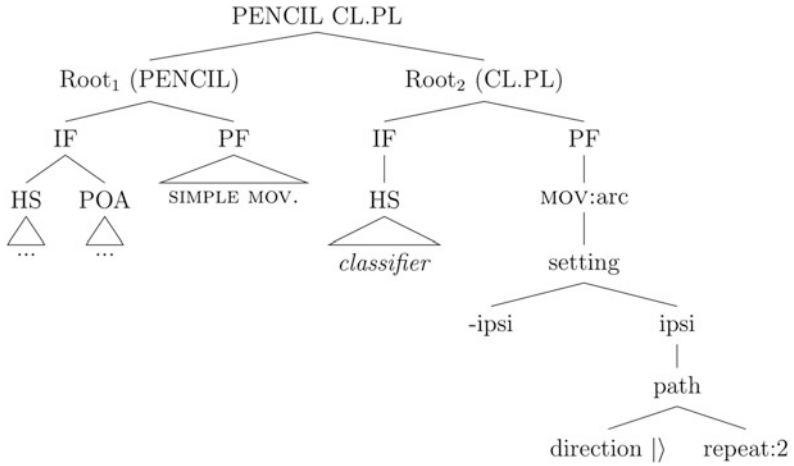 PENCIL CL.PL
Root₁ (PENCIL) Root₂ (CL.PL)
IF PF IF PF
HS POA SIMPLE MOV. HS MOV:arc
... ... classifier setting
-ipsi ipsi
path
direction |⟩ repeat:2